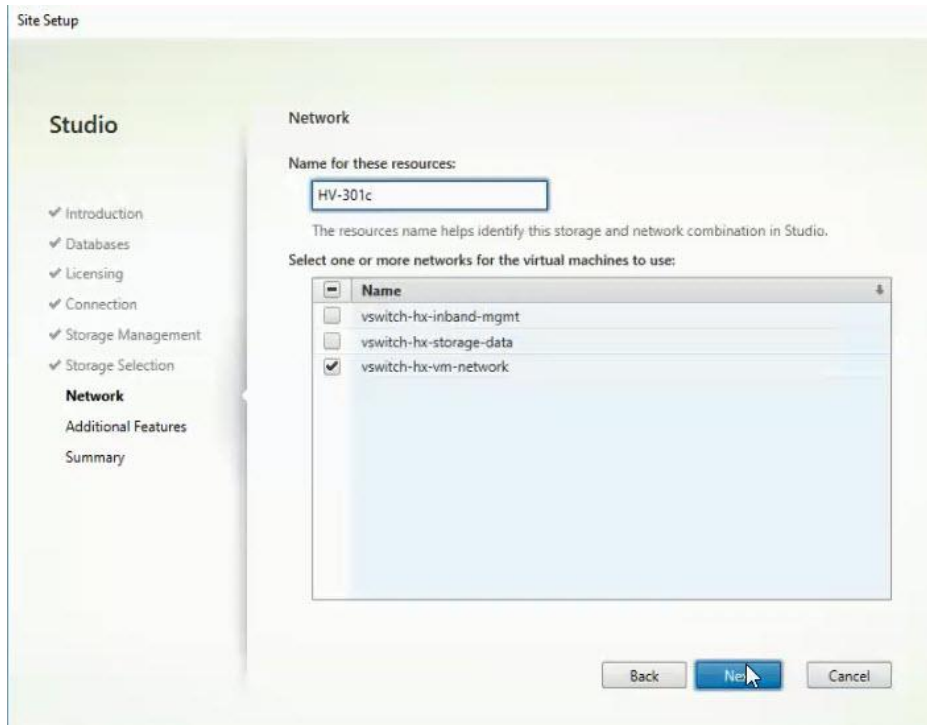 Site Setup
Studio
Introduction
Databases
Licensing
Connection
Storage Management
Storage Selection
Network
Additional Features
Summary
Network
Name for these resources:
HV-301c
The resources name helps identify this storage and network combination in Studio.
Select one or more networks for the virtual machines to use:
Name
vswitch-hx-inband-mgmt
vswitch-hx-storage-data
vswitch-hx-vm-network
Back
Cancel